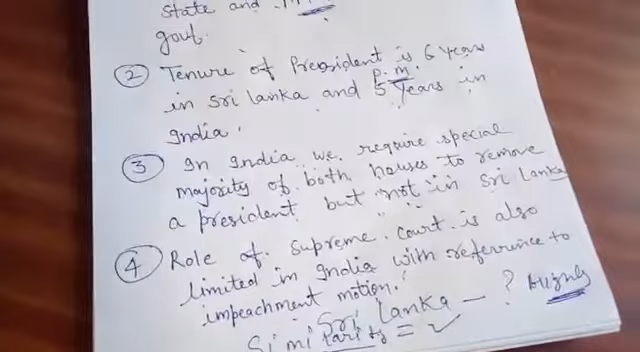 state and
govt.
② Tenure of President is 6 years
P.M.
in Sri lanka and 5 years in
India.
③ In India we require special
majority of both houses to remove
a president but not in Sri Lanka
④ Role of Supreme court is also
limited in India with referrence to
impeachment motion.
Sri lanka - ?
Similarity = ✓